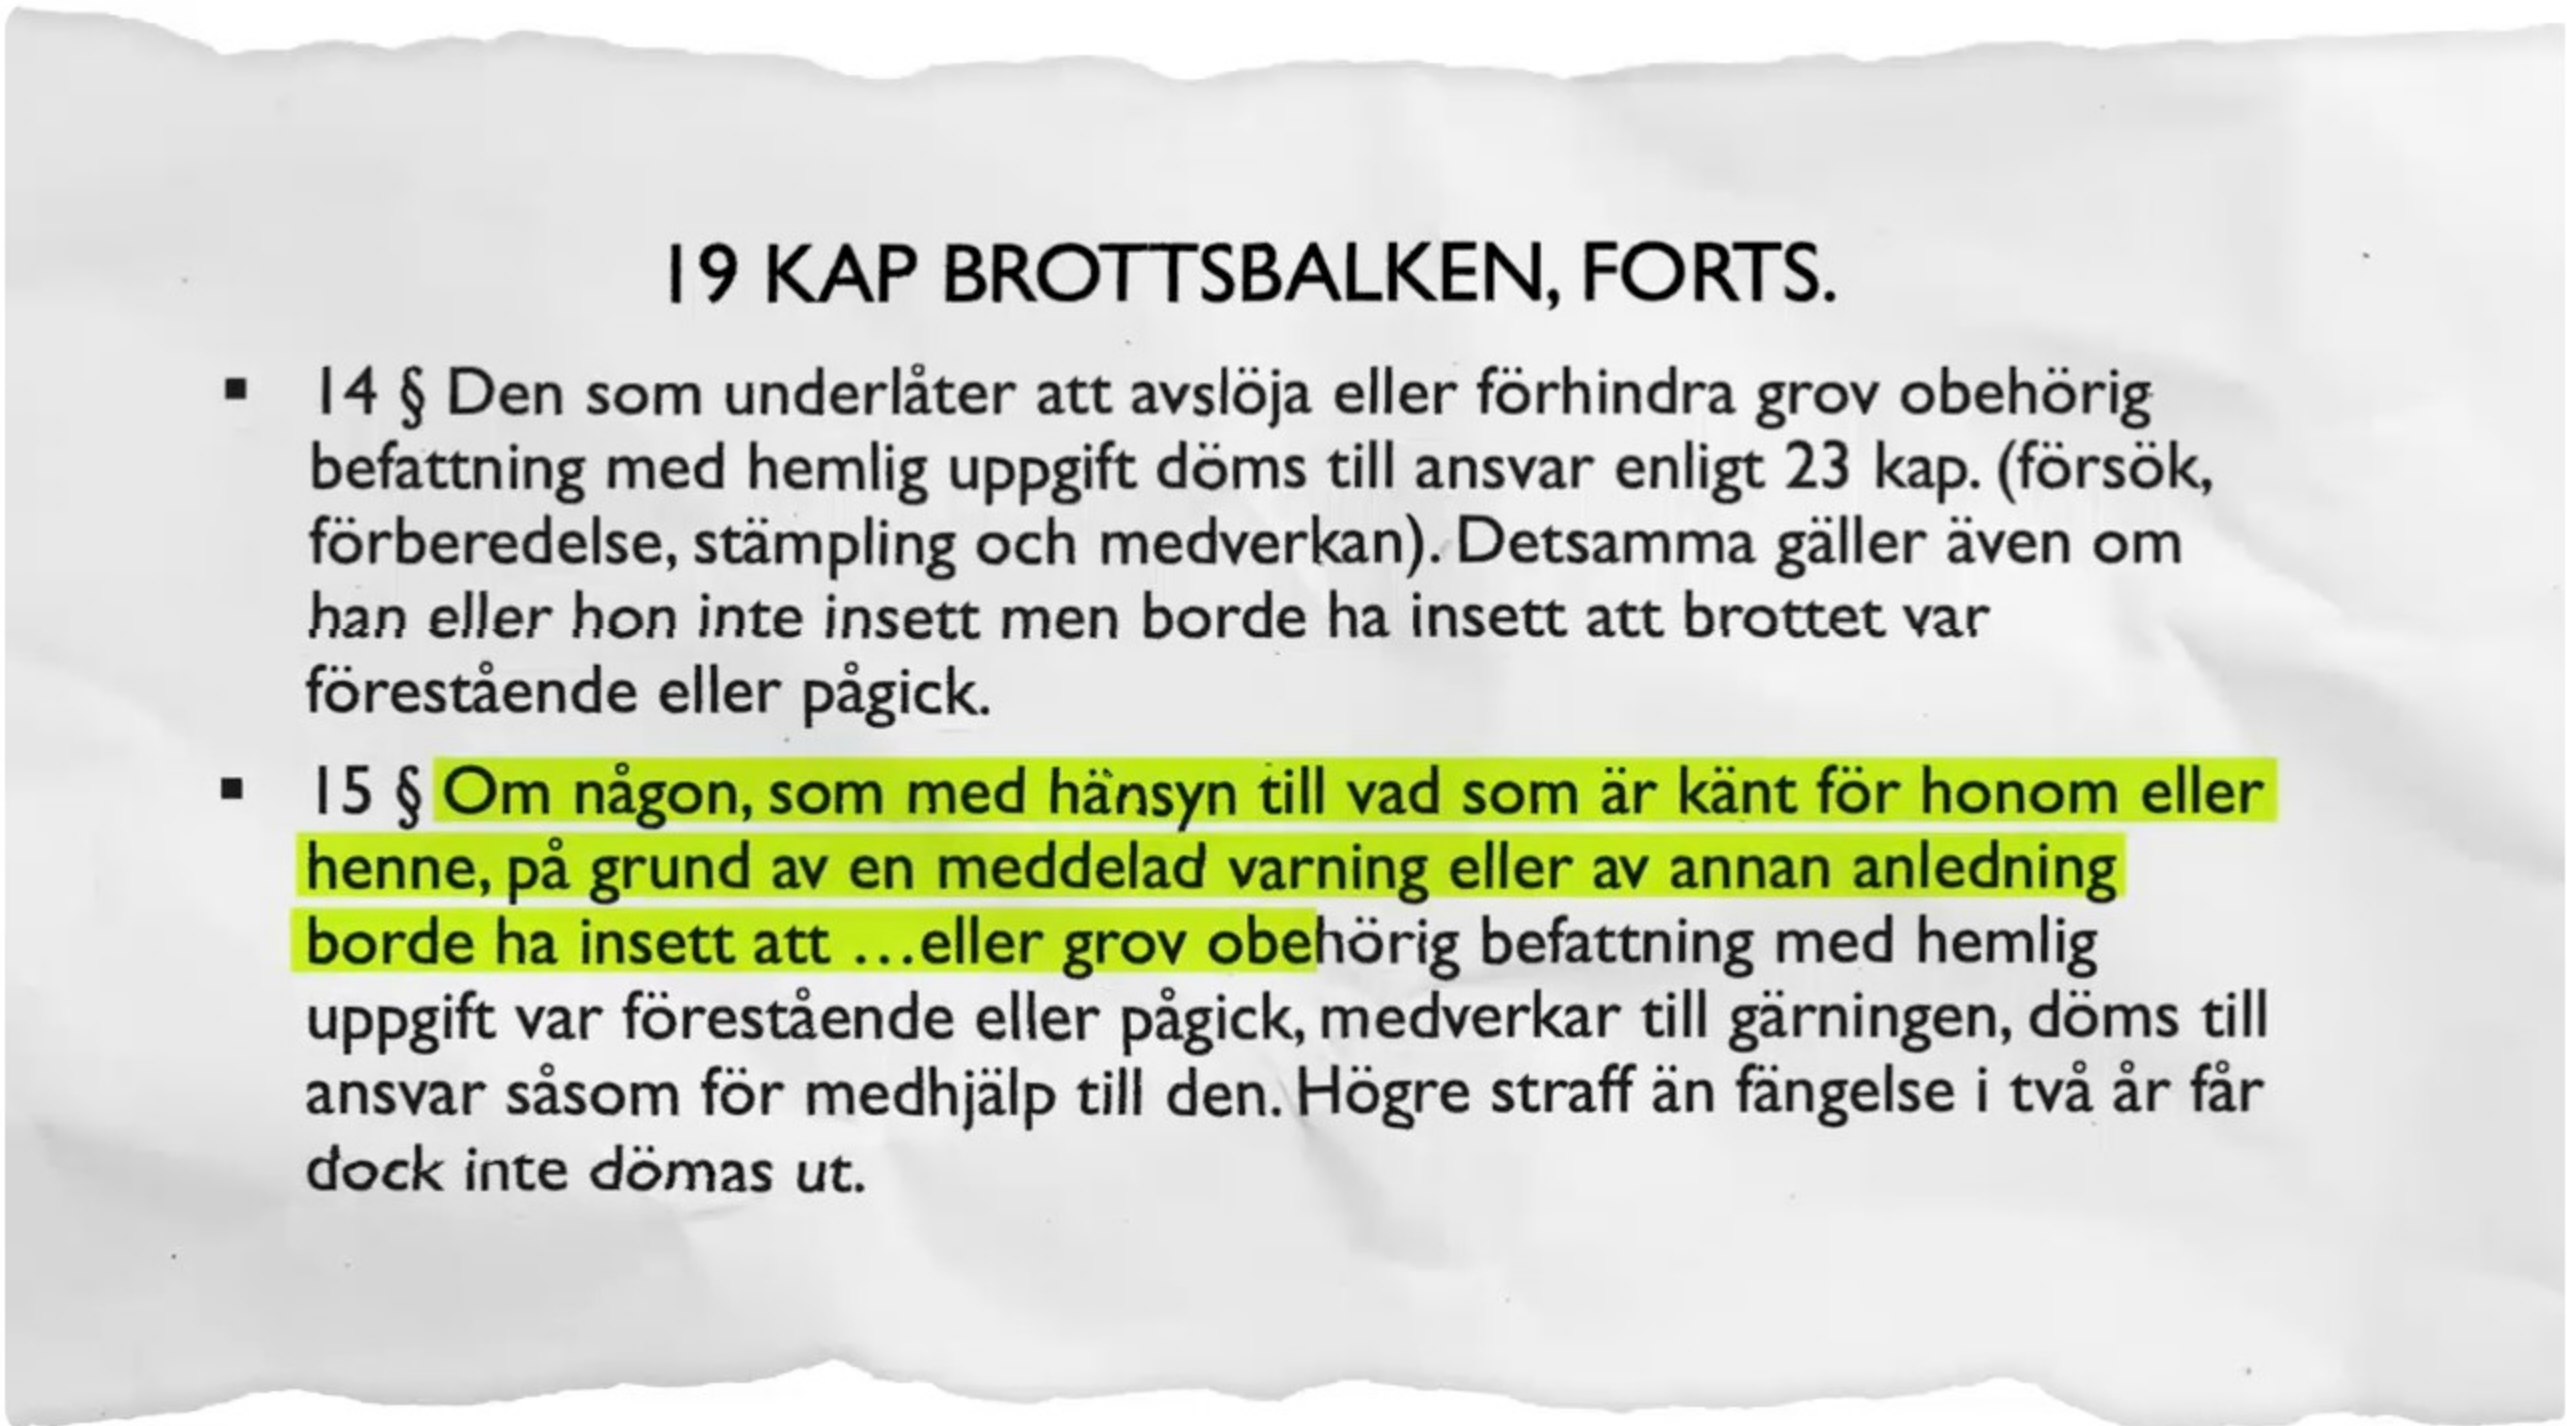 19 KAP BROTTSBALKEN, FORTS.
▪ 14 § Den som underlåter att avslöja eller förhindra grov obehörig
befattning med hemlig uppgift döms till ansvar enligt 23 kap. (försök,
förberedelse, stämpling och medverkan). Detsamma gäller även om
han eller hon inte insett men borde ha insett att brottet var
förestående eller pågick.
▪ 15 § Om någon, som med hänsyn till vad som är känt för honom eller
henne, på grund av en meddelad varning eller av annan anledning
borde ha insett att …eller grov obehörig befattning med hemlig
uppgift var förestående eller pågick, medverkar till gärningen, döms till
ansvar såsom för medhjälp till den. Högre straff än fängelse i två år får
dock inte dömas ut.